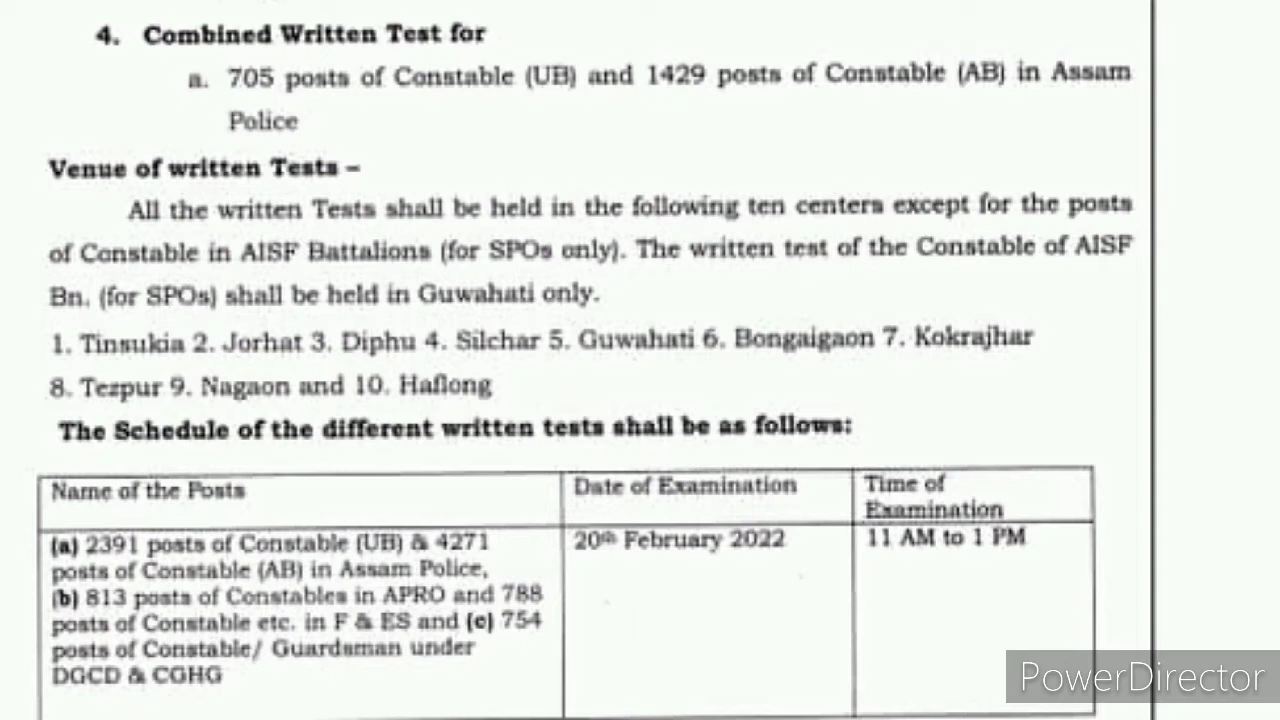 4. Combined Written Test for
a. 705 posts of Constable (UB) and 1429 posts of Constable (AB) in Assam
Police
Venue of written Tests –
All the written Tests shall be held in the following ten centers except for the posts
of Constable in AISF Battalions (for SPOs only). The written test of the Constable of AISF
Bn. (for SPOs) shall be held in Guwahati only.
1. Tinsukia 2. Jorhat 3. Diphu 4. Silchar 5. Guwahati 6. Bongaigaon 7. Kokrajhar
8. Tezpur 9. Nagaon and 10. Haflong
The Schedule of the different written tests shall be as follows:
Name of the Posts
Date of Examination
Time of
Examination
(a) 2391 posts of Constable (UB) & 4271
posts of Constable (AB) in Assam Police,
(b) 813 posts of Constables in APRO and 788
posts of Constable etc. in F & ES and (c) 754
posts of Constable/ Guardsman under
DGCD & CGHG
20th February 2022
11 AM to 1 PM
PowerDirector